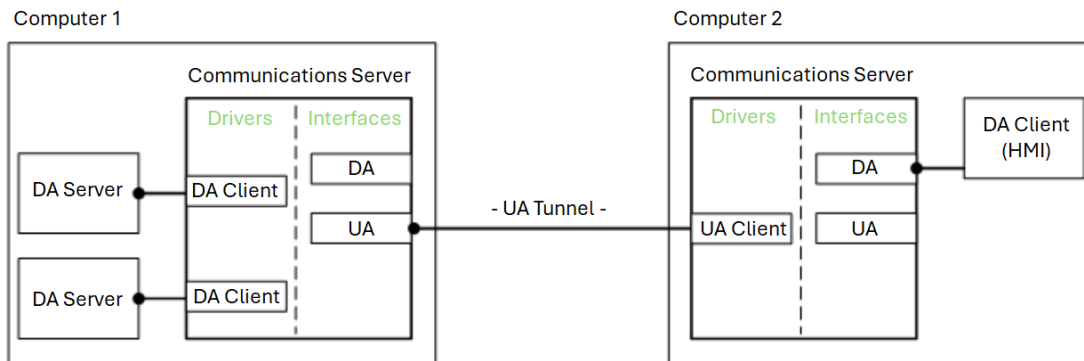 Computer 1
Communications Server
Drivers
Interfaces
DA Server
DA Client
DA
UA
DA Server
DA Client
- UA Tunnel -
Computer 2
Communications Server
Drivers
Interfaces
DA
UA Client
UA
DA Client
(HMI)